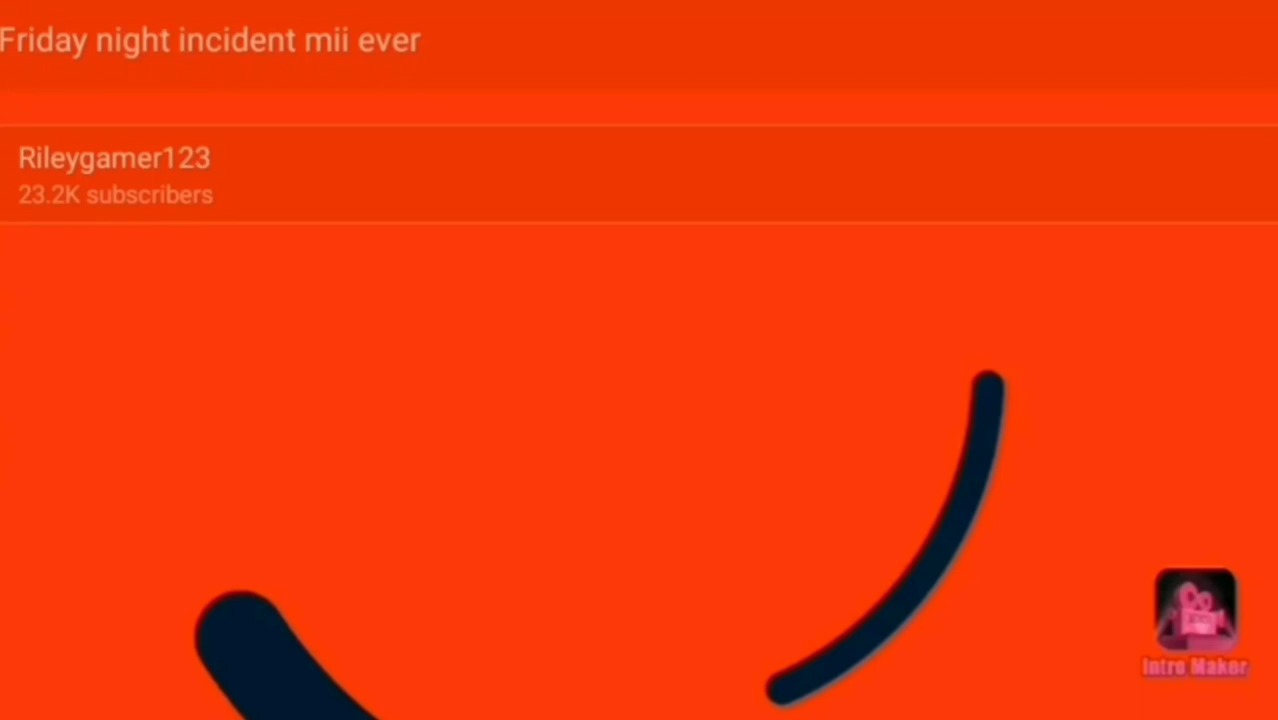 Friday night incident mii ever
Rileygamer123
23.2K subscribers
Intro Maker